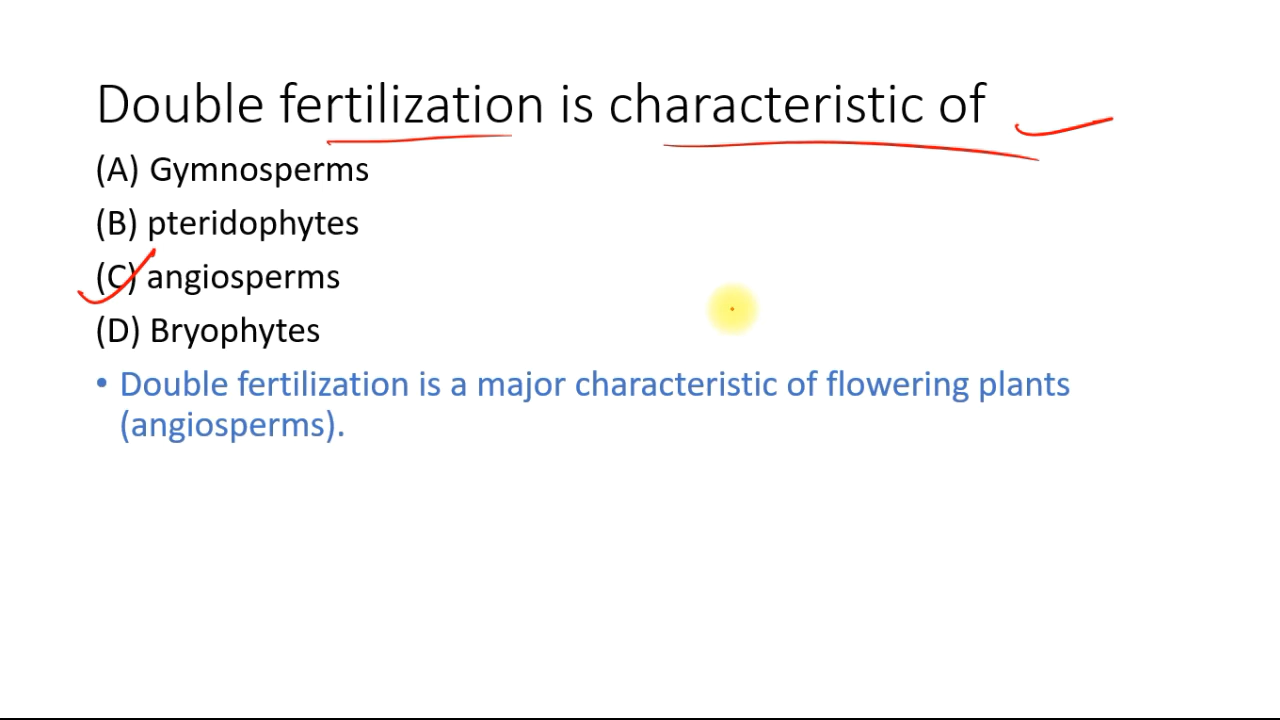 Double fertilization is characteristic of
(A) Gymnosperms
(B) pteridophytes
(C) angiosperms
(D) Bryophytes
• Double fertilization is a major characteristic of flowering plants
(angiosperms).